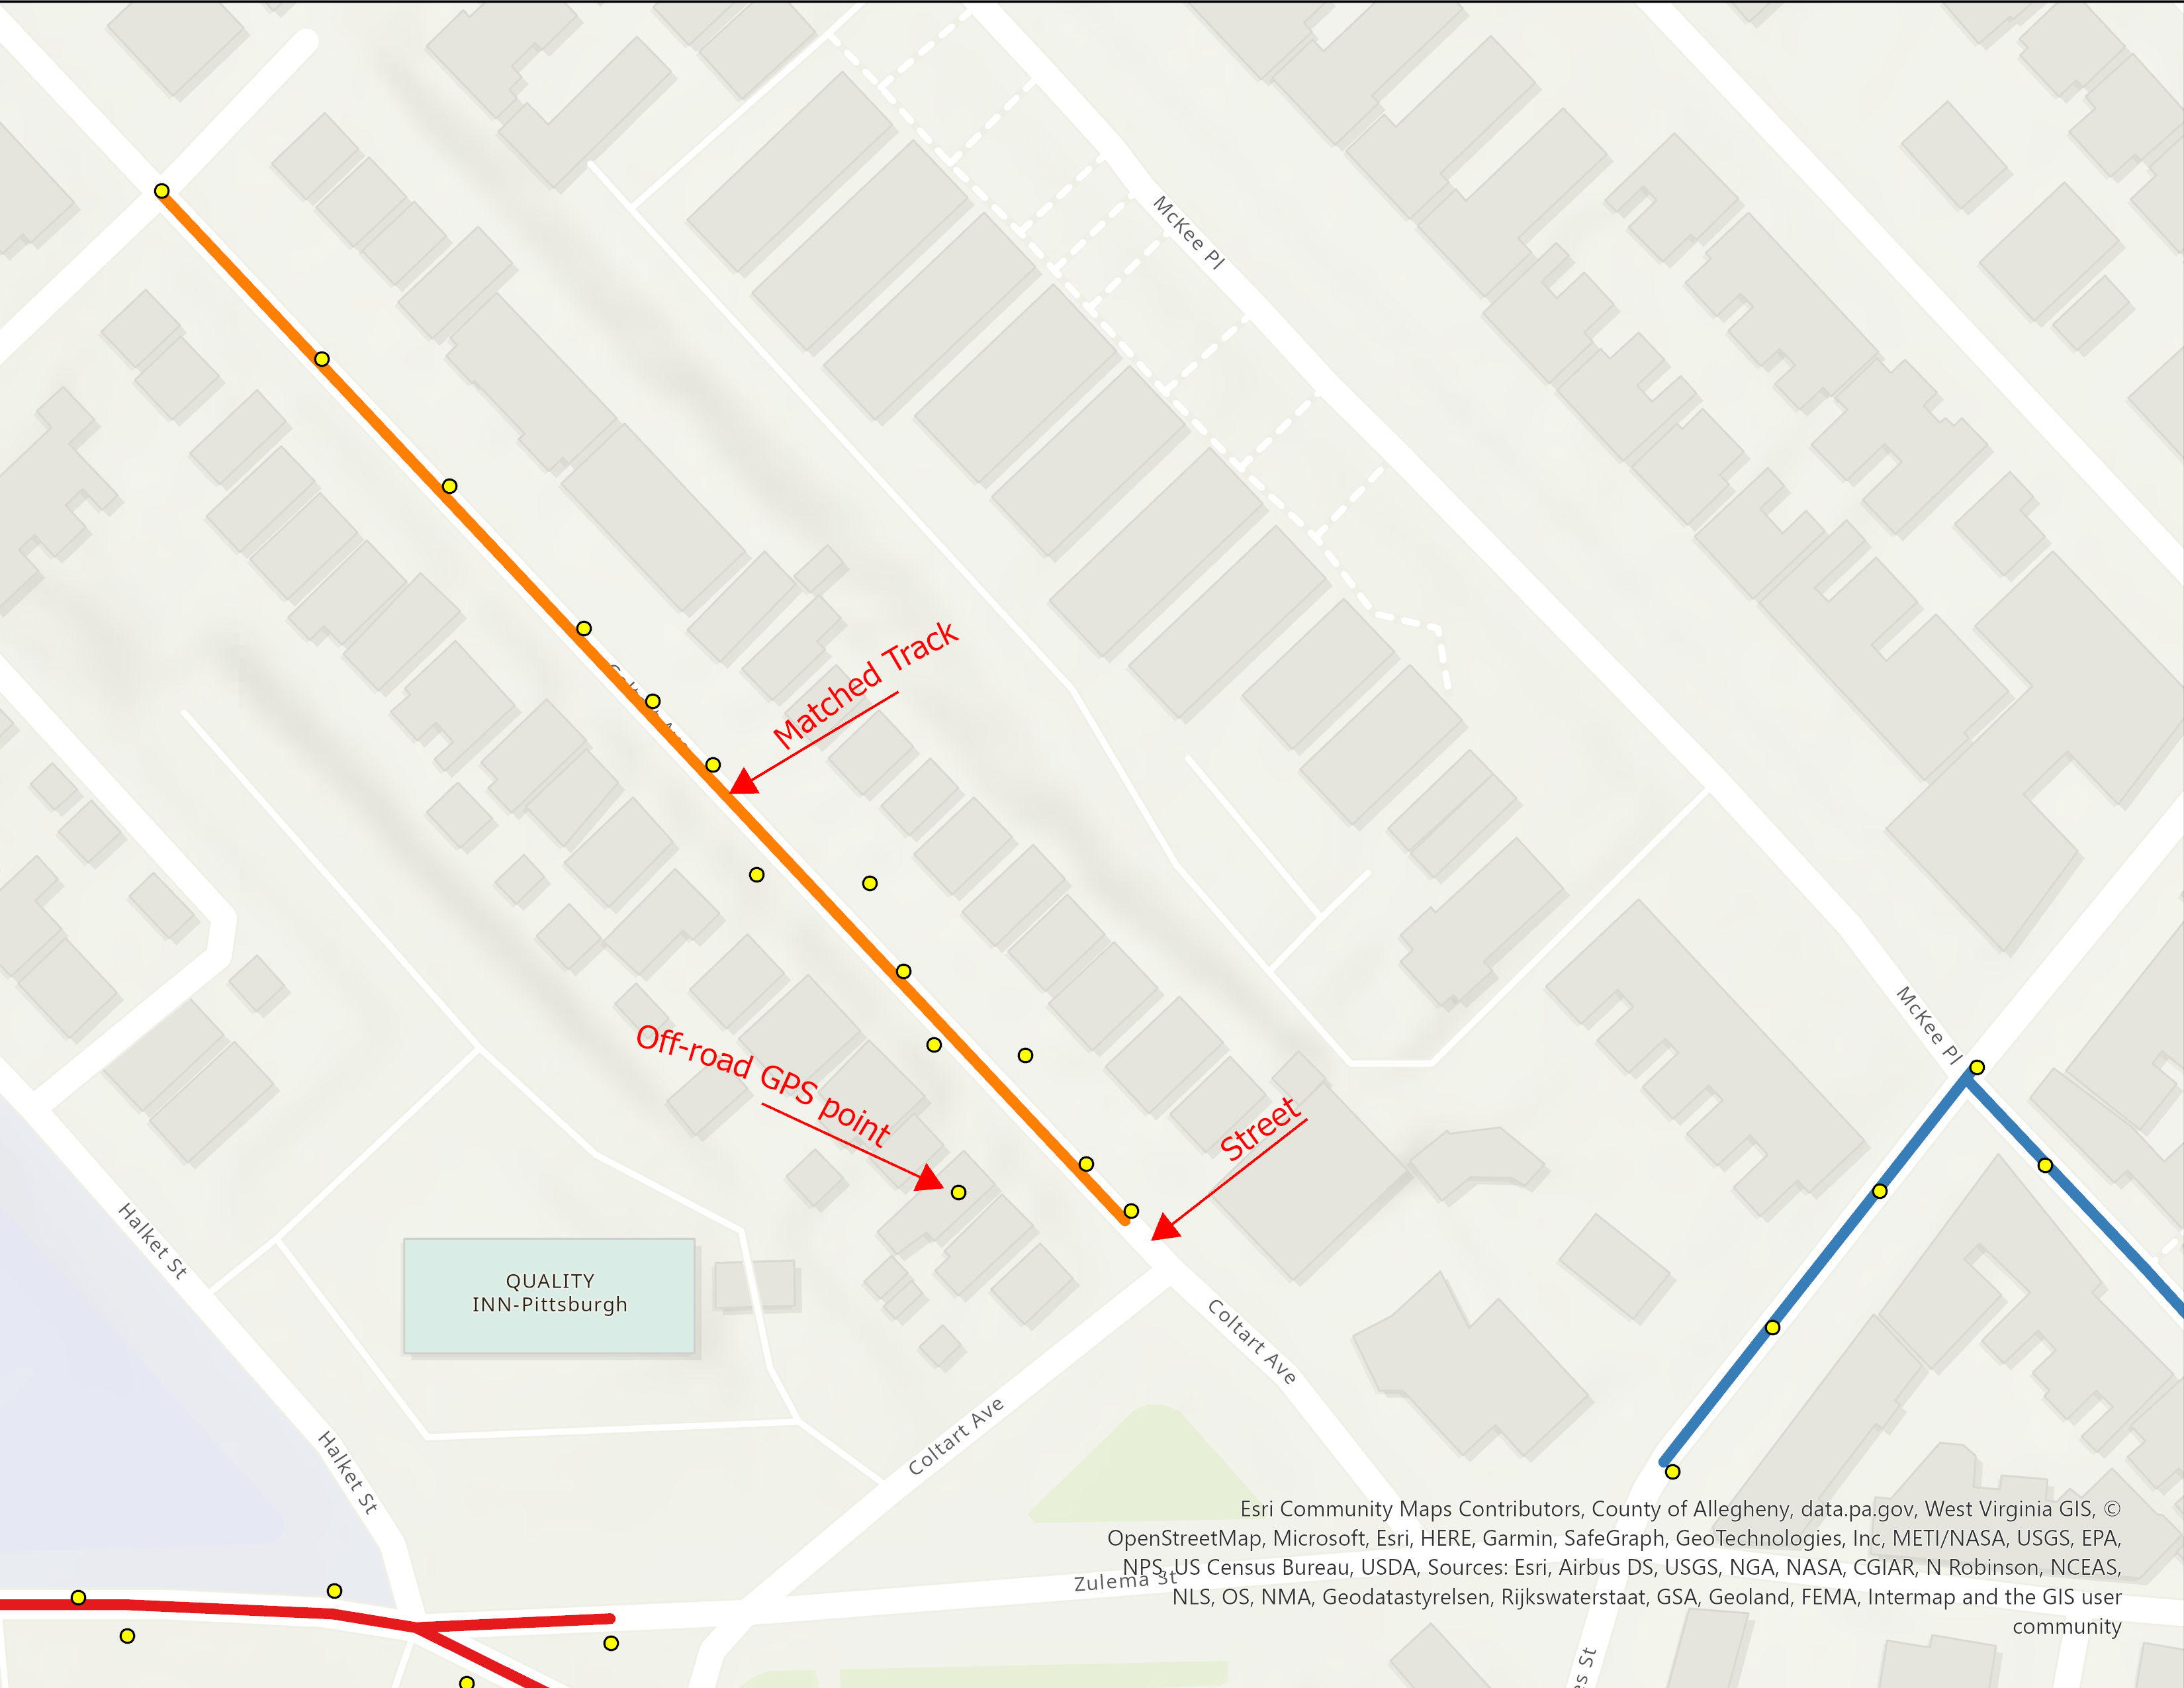 McKee Pl
Matched Track
McKee Pl
Off-road GPS point
Street
Halket St
QUALITY
INN-Pittsburgh
Coltart Ave
Coltart Ave
Halket St
Zulema St
Esri Community Maps Contributors, County of Allegheny, data.pa.gov, West Virginia GIS, ©
OpenStreetMap, Microsoft, Esri, HERE, Garmin, SafeGraph, GeoTechnologies, Inc, METI/NASA, USGS, EPA,
NPS, US Census Bureau, USDA, Sources: Esri, Airbus DS, USGS, NGA, NASA, CGIAR, N Robinson, NCEAS,
NLS, OS, NMA, Geodatastyrelsen, Rijkswaterstaat, GSA, Geoland, FEMA, Intermap and the GIS user
community